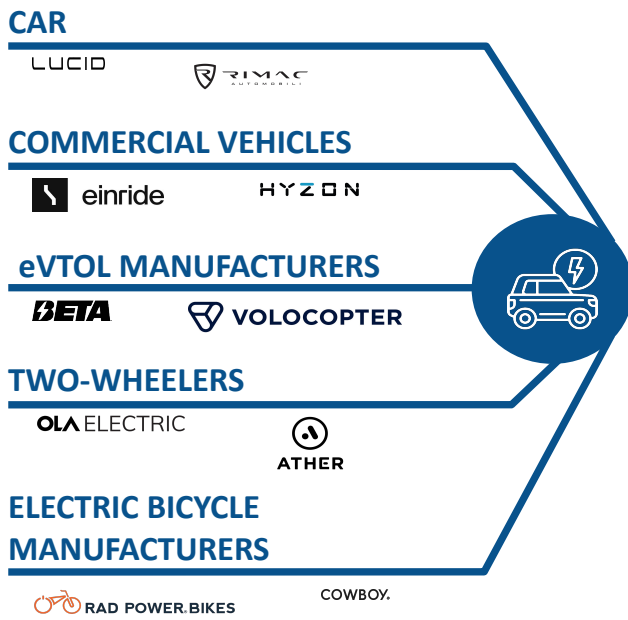 CAR
LUCID
RIMAC
AUTOMOBILI
COMMERCIAL VEHICLES
einride
HYZON
eVTOL MANUFACTURERS
BETA
VOLOCOPTER
TWO-WHEELERS
OLA ELECTRIC
ATHER
ELECTRIC BICYCLE
MANUFACTURERS
RAD POWER BIKES
COWBOY.